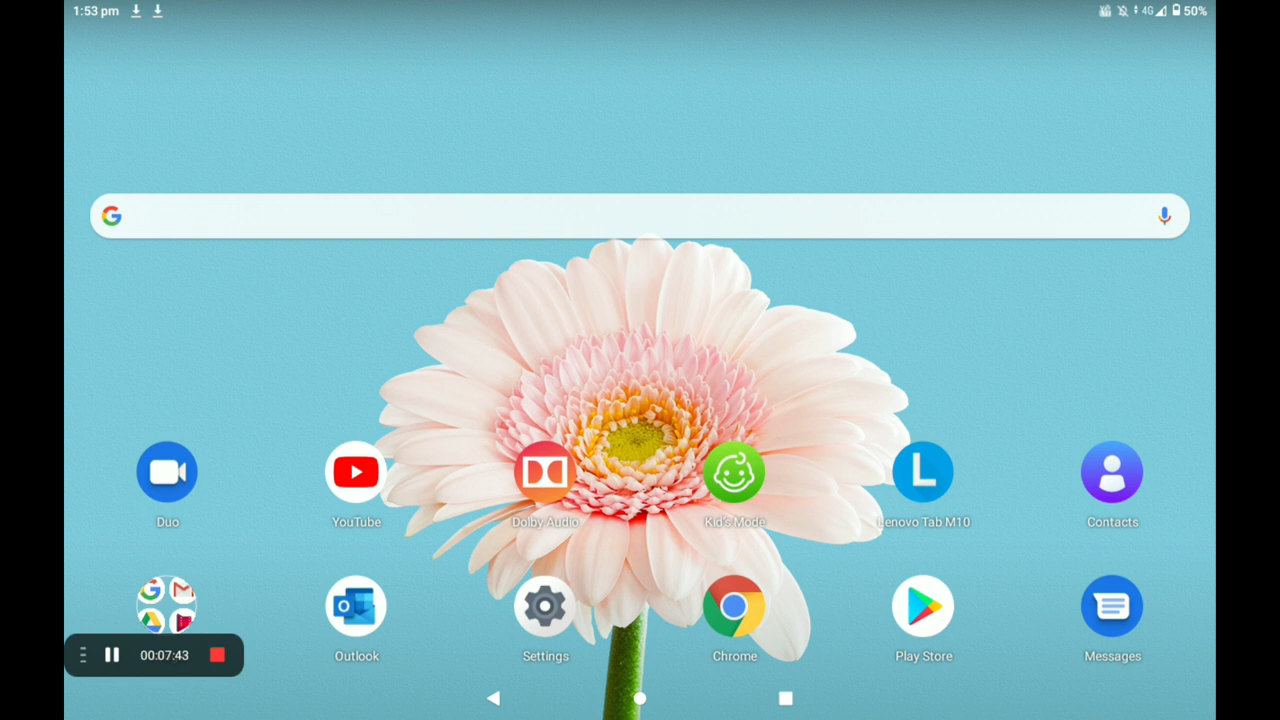 1:53 pm 4G 50%
Duo YouTube Dolby Audio Kid's Mode Lenovo Tab M10 Contacts
00:07:43
Outlook Settings Chrome Play Store Messages